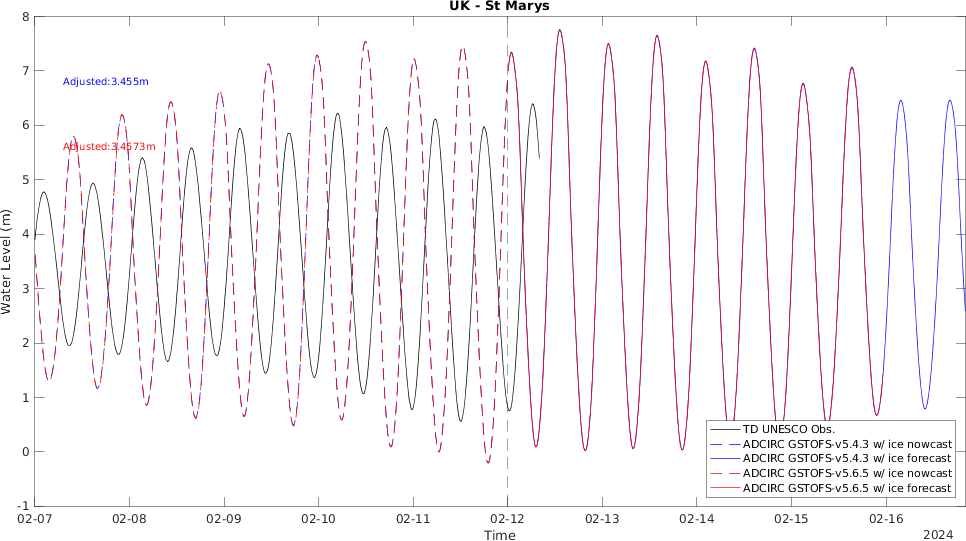 UK - St Marys
8
7
6
5
4
3
2
1
0
-1
Water Level (m)
Adjusted:3.455m
Adjusted:3.4573m
TD UNESCO Obs.
ADCIRC GSTOFS-v5.4.3 w/ ice nowcast
ADCIRC GSTOFS-v5.4.3 w/ ice forecast
ADCIRC GSTOFS-v5.6.5 w/ ice nowcast
ADCIRC GSTOFS-v5.6.5 w/ ice forecast
02-07 02-08 02-09 02-10 02-11 02-12 02-13 02-14 02-15 02-16
Time
2024